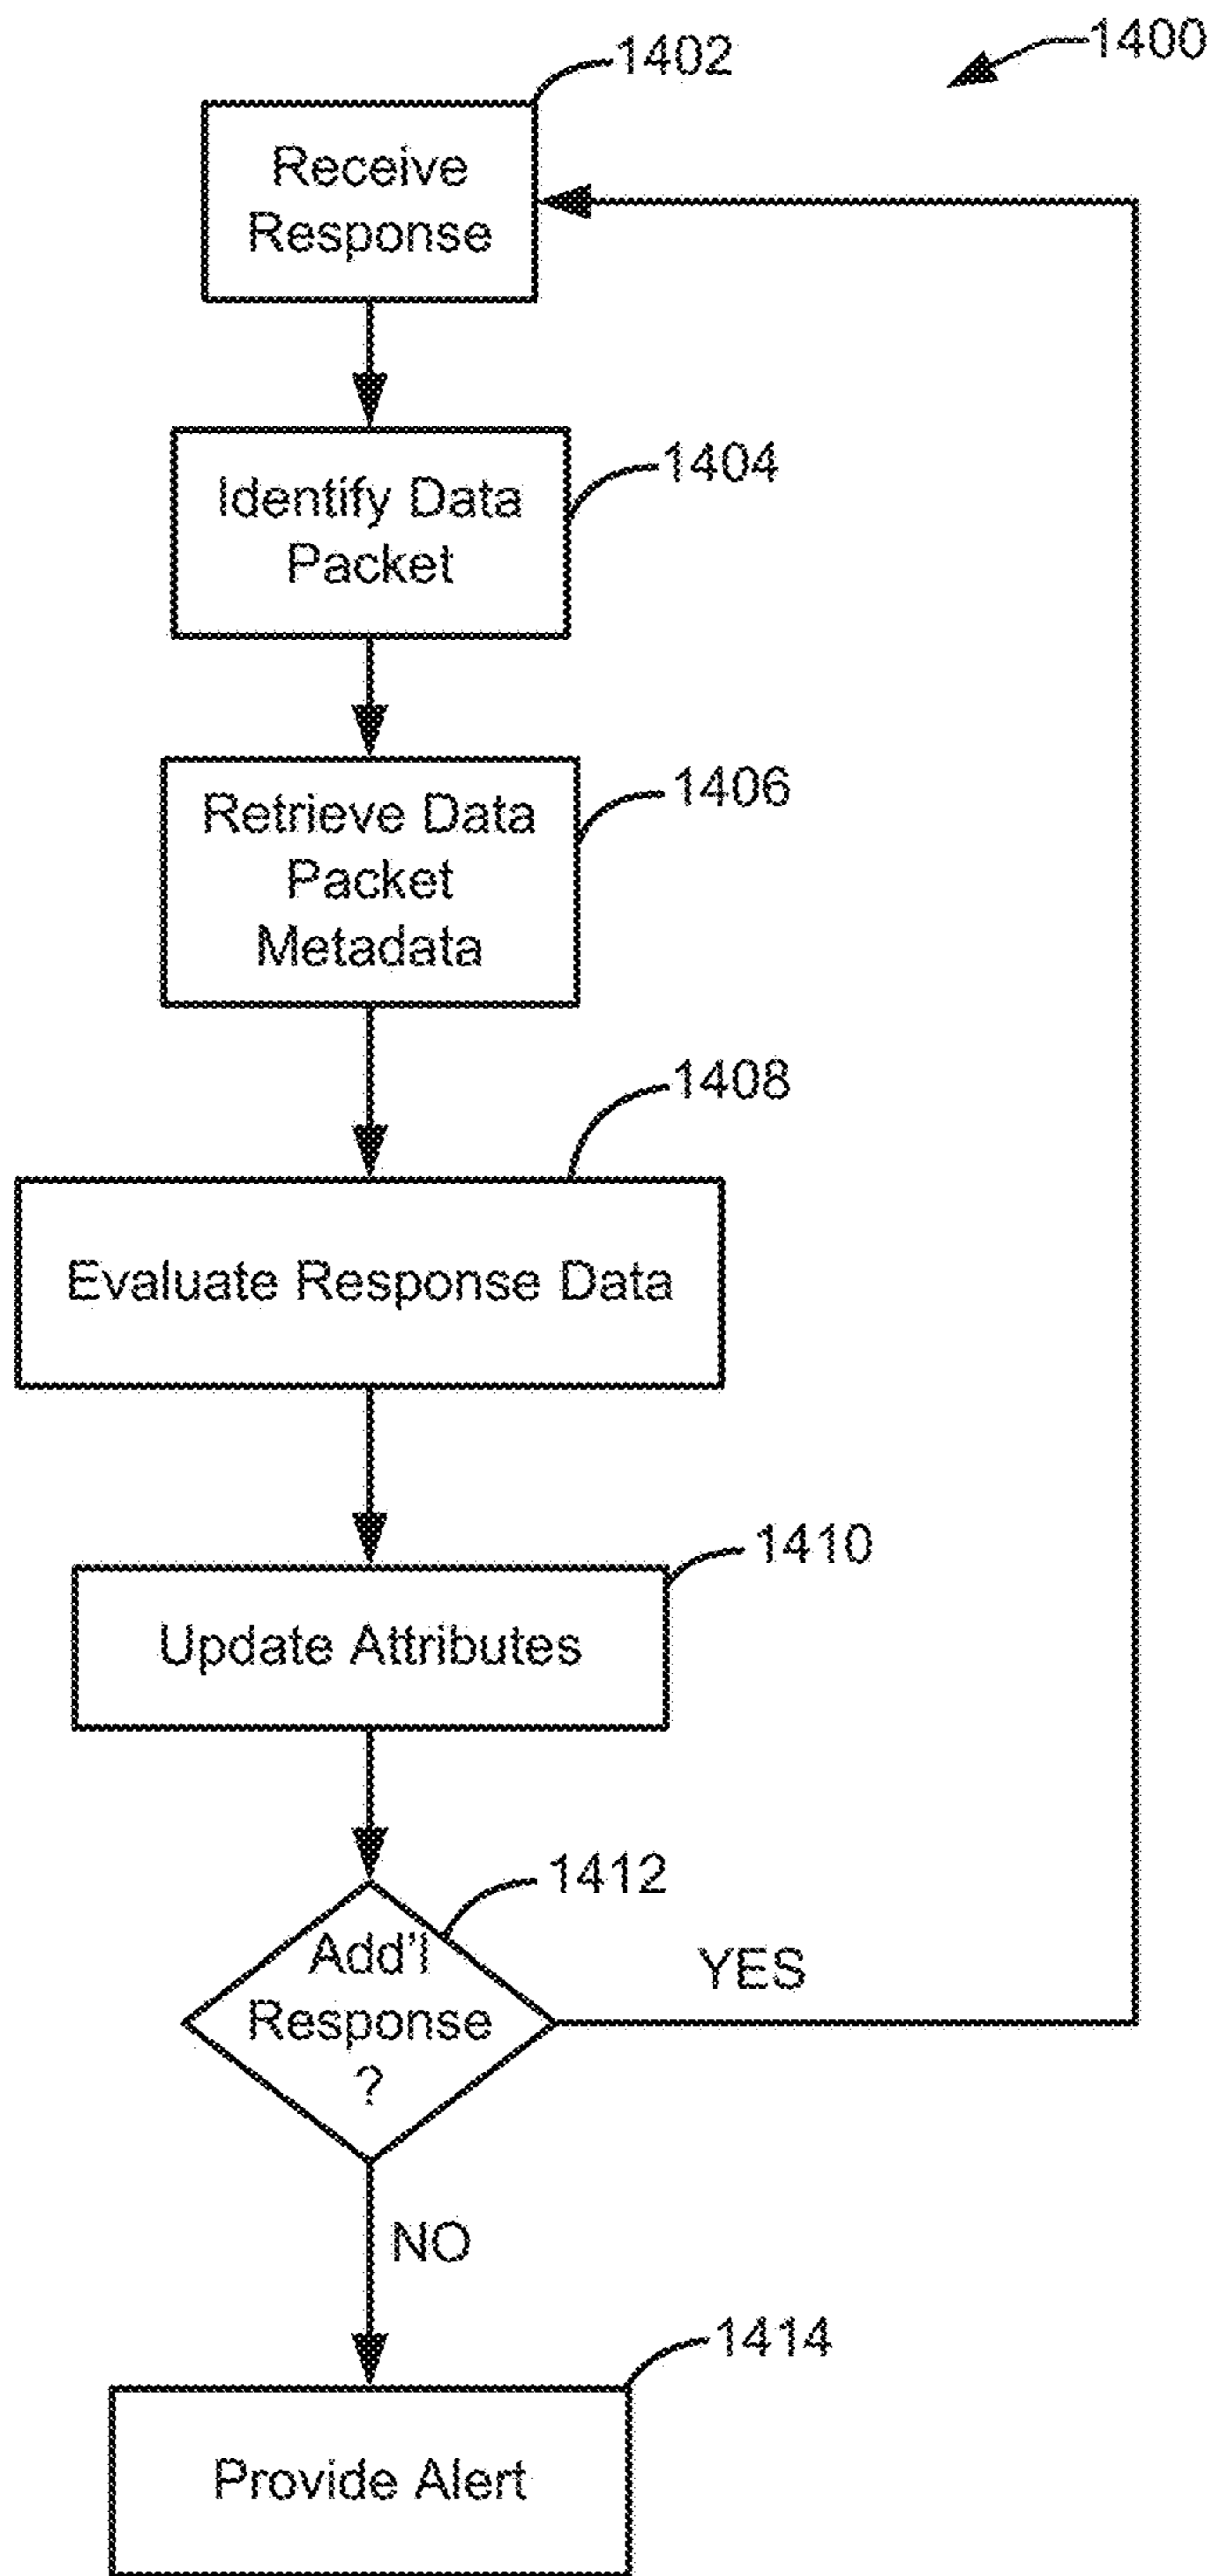 1400
1402
Receive
Response
1404
Identify Data
Packet
1406
Retrieve Data
Packet
Metadata
1408
Evaluate Response Data
1410
Update Attributes
1412
Add'l
Response
?
YES
NO
1414
Provide Alert